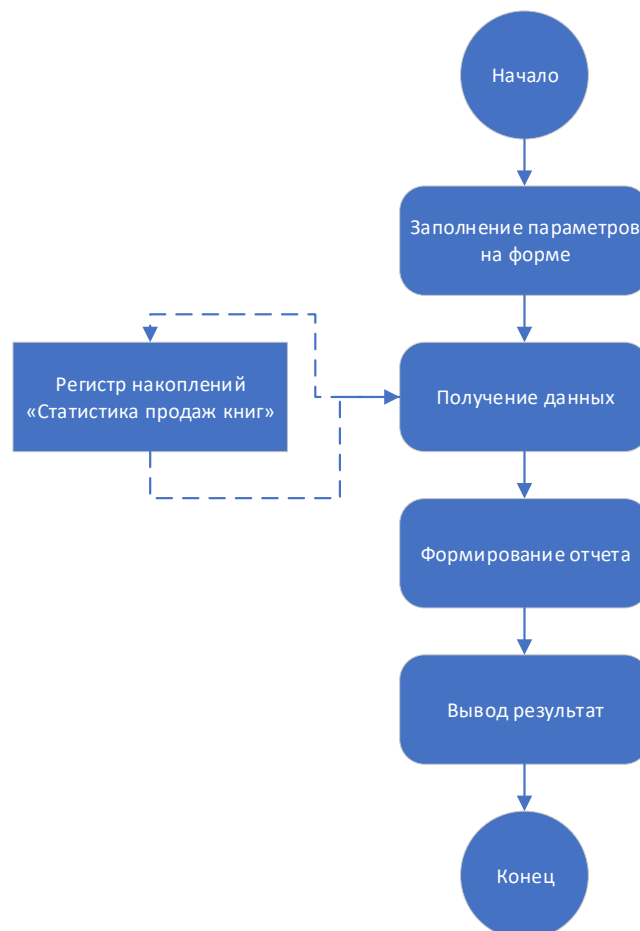 Начало
Заполнение параметров
на форме
Регистр накоплений
«Статистика продаж книг»
Получение данных
Формирование отчета
Вывод результат
Конец